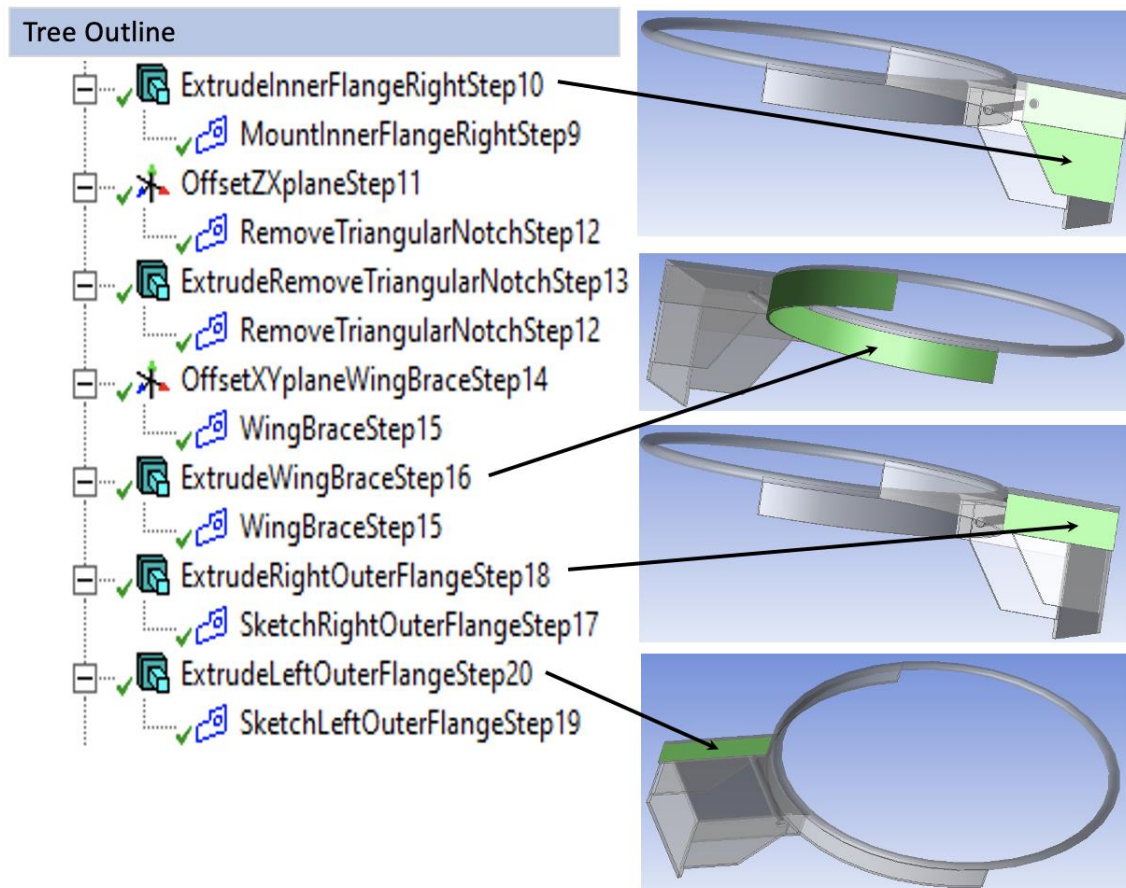 Tree Outline
ExtrudeInnerFlangeRightStep10
MountInnerFlangeRightStep9
OffsetZXplaneStep11
RemoveTriangularNotchStep12
ExtrudeRemoveTriangularNotchStep13
RemoveTriangularNotchStep12
OffsetXYplaneWingBraceStep14
WingBraceStep15
ExtrudeWingBraceStep16
WingBraceStep15
ExtrudeRightOuterFlangeStep18
SketchRightOuterFlangeStep17
ExtrudeLeftOuterFlangeStep20
SketchLeftOuterFlangeStep19